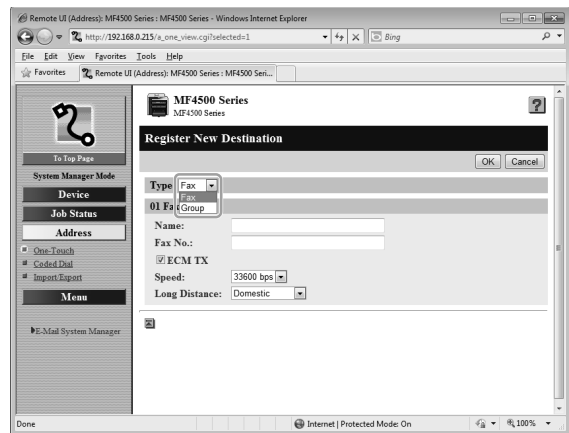 Remote UI (Address): MF4500 Series : MF4500 Series - Windows Internet Explorer
http://192.168.0.215/a_one_view.cgi?selected=1
Bing
File Edit View Favorites Tools Help
Favorites
Remote UI (Address): MF4500 Series : MF4500 Seri...
MF4500 Series
MF4500 Series
?
To Top Page
System Manager Mode
Device
Job Status
Address
One-Touch
Coded Dial
Import/Export
Menu
E-Mail System Manager
Register New Destination
OK Cancel
Type Fax
Fax
Group
01 Fa
Name:
Fax No.:
ECM TX
Speed: 33600 bps
Long Distance: Domestic
Done
Internet | Protected Mode: On
100%